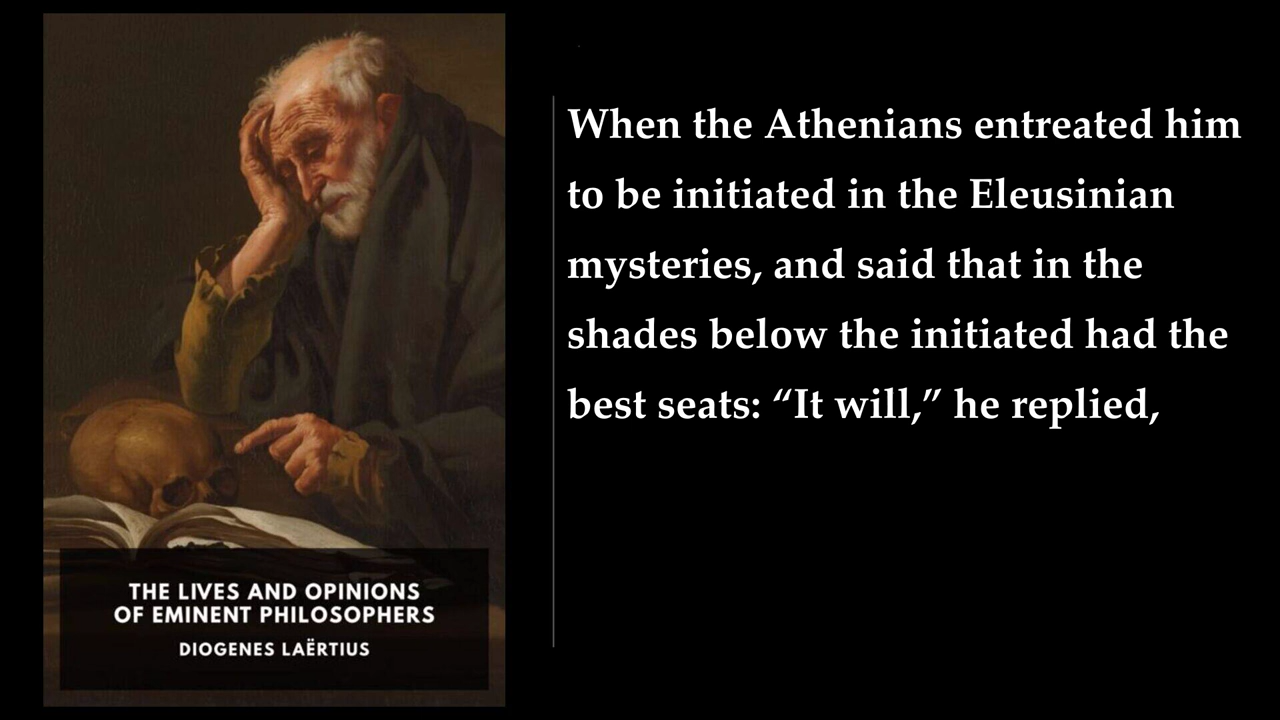 When the Athenians entreated him
to be initiated in the Eleusinian
mysteries, and said that in the
shades below the initiated had the
best seats: “It will,” he replied,
THE LIVES AND OPINIONS
OF EMINENT PHILOSOPHERS
DIOGENES LAËRTIUS